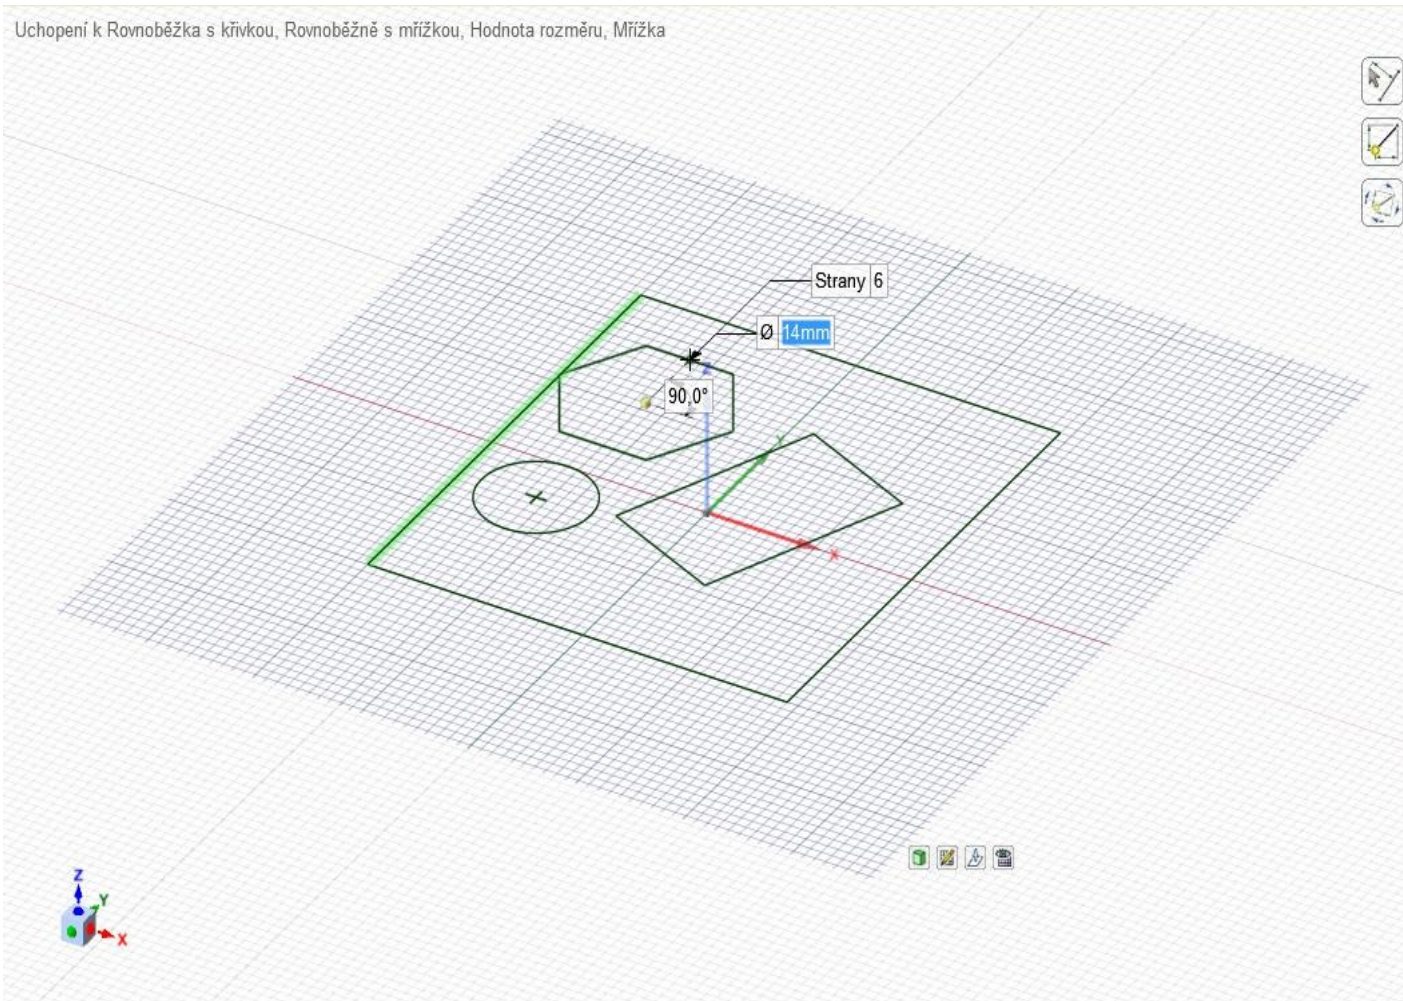 Uchopení k Rovnoběžka s křivkou, Rovnoběžně s mřížkou, Hodnota rozměru, Mřížka
Strany 6
Ø 14mm
Z
90,0°
Y
X
Z
Y
X